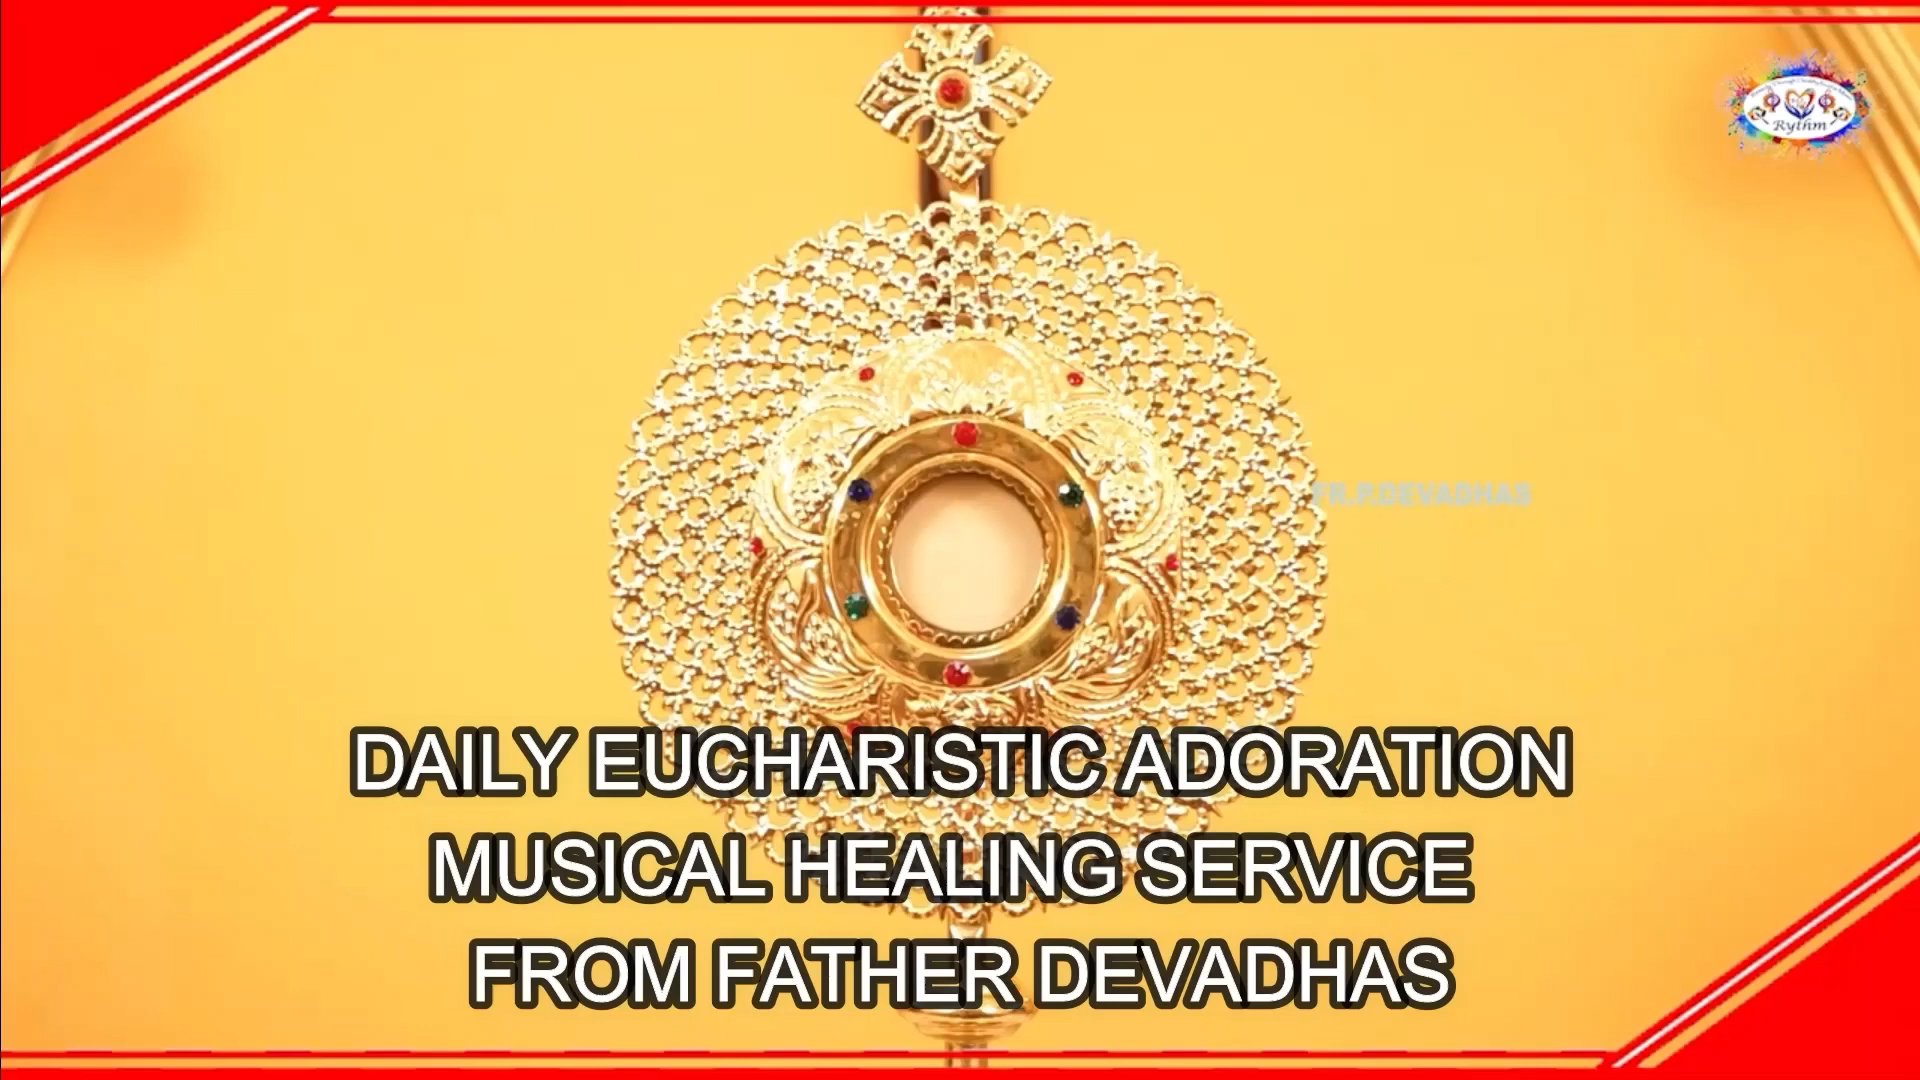 Rythm
FR.P.DEVADHAS
DAILY EUCHARISTIC ADORATION
MUSICAL HEALING SERVICE
FROM FATHER DEVADHAS